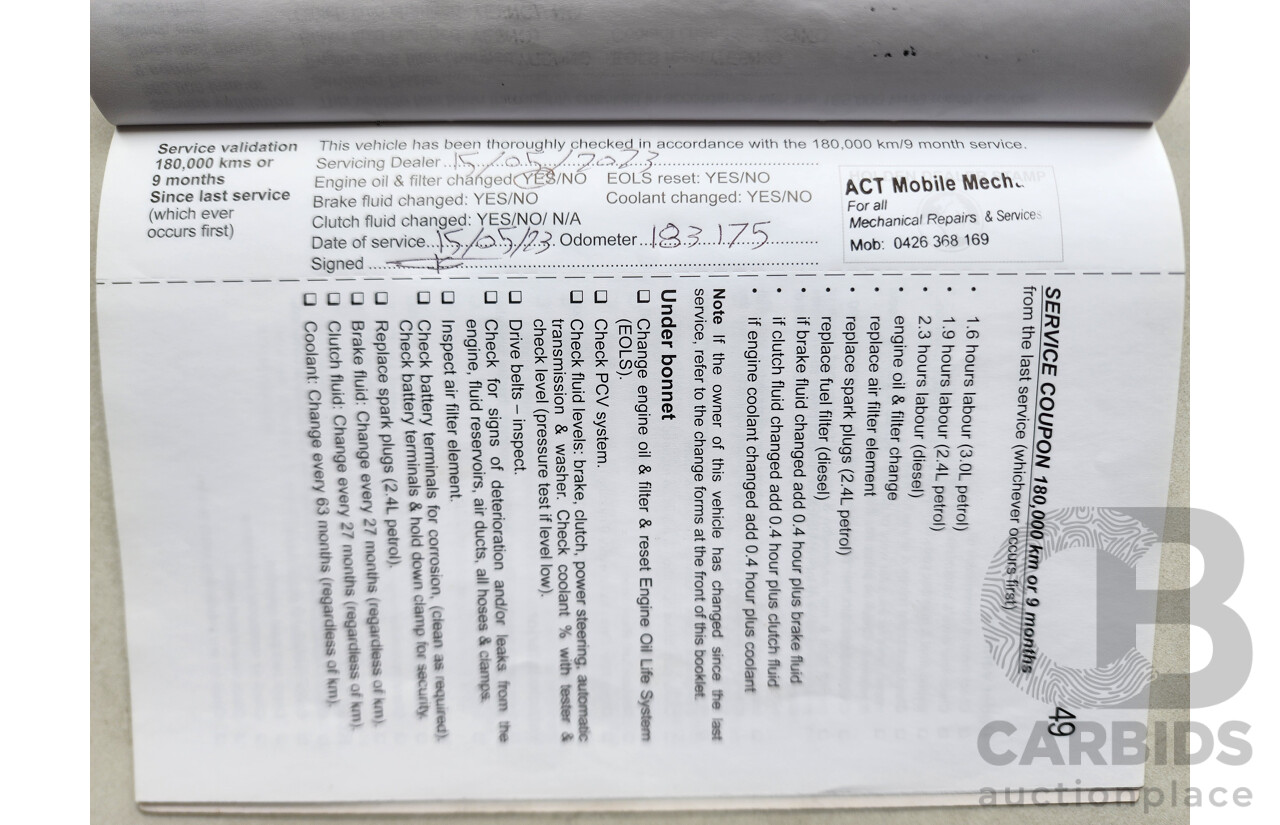 Service validation
180,000 kms or
9 months
Since last service
(which ever
occurs first)
This vehicle has been thoroughly checked in accordance with the 180,000 km/9 month service.
Servicing Dealer 15/05/2023
Engine oil & filter changed YES/NO EOLS reset: YES/NO
Brake fluid changed: YES/NO Coolant changed: YES/NO
Clutch fluid changed: YES/NO/ N/A
Date of service...15/05/23. Odometer...183175
Signed
ACT Mobile Mech.
For all
Mechanical Repairs & Services
Mob: 0426 368 169
SERVICE COUPON 180,000 km or 9 months
from the last service (whichever occurs first)
49
• 1.6 hours labour (3.0L petrol)
• 1.9 hours labour (2.4L petrol)
• 2.3 hours labour (diesel)
• engine oil & filter change
• replace air filter element
• replace spark plugs (2.4L petrol)
• replace fuel filter (diesel)
• if brake fluid changed add 0.4 hour plus brake fluid
• if clutch fluid changed add 0.4 hour plus clutch fluid
• if engine coolant changed add 0.4 hour plus coolant
Note If the owner of this vehicle has changed since the last
service, refer to the change forms at the front of this booklet.
Under bonnet
❑ Change engine oil & filter & reset Engine Oil Life System
(EOLS).
❑ Check PCV system.
❑ Check fluid levels: brake, clutch, power steering, automatic
transmission & washer. Check coolant % with tester &
check level (pressure test if level low).
❑ Drive belts – inspect.
❑ Check for signs of deterioration and/or leaks from the
engine, fluid reservoirs, air ducts, all hoses & clamps.
❑ Inspect air filter element.
❑ Check battery terminals for corrosion, (clean as required).
Check battery terminals & hold down clamp for security.
❑ Replace spark plugs (2.4L petrol).
❑ Brake fluid: Change every 27 months (regardless of km).
❑ Clutch fluid: Change every 27 months (regardless of km).
❑ Coolant: Change every 63 months (regardless of km).
CB
CARBIDS
auctionplace